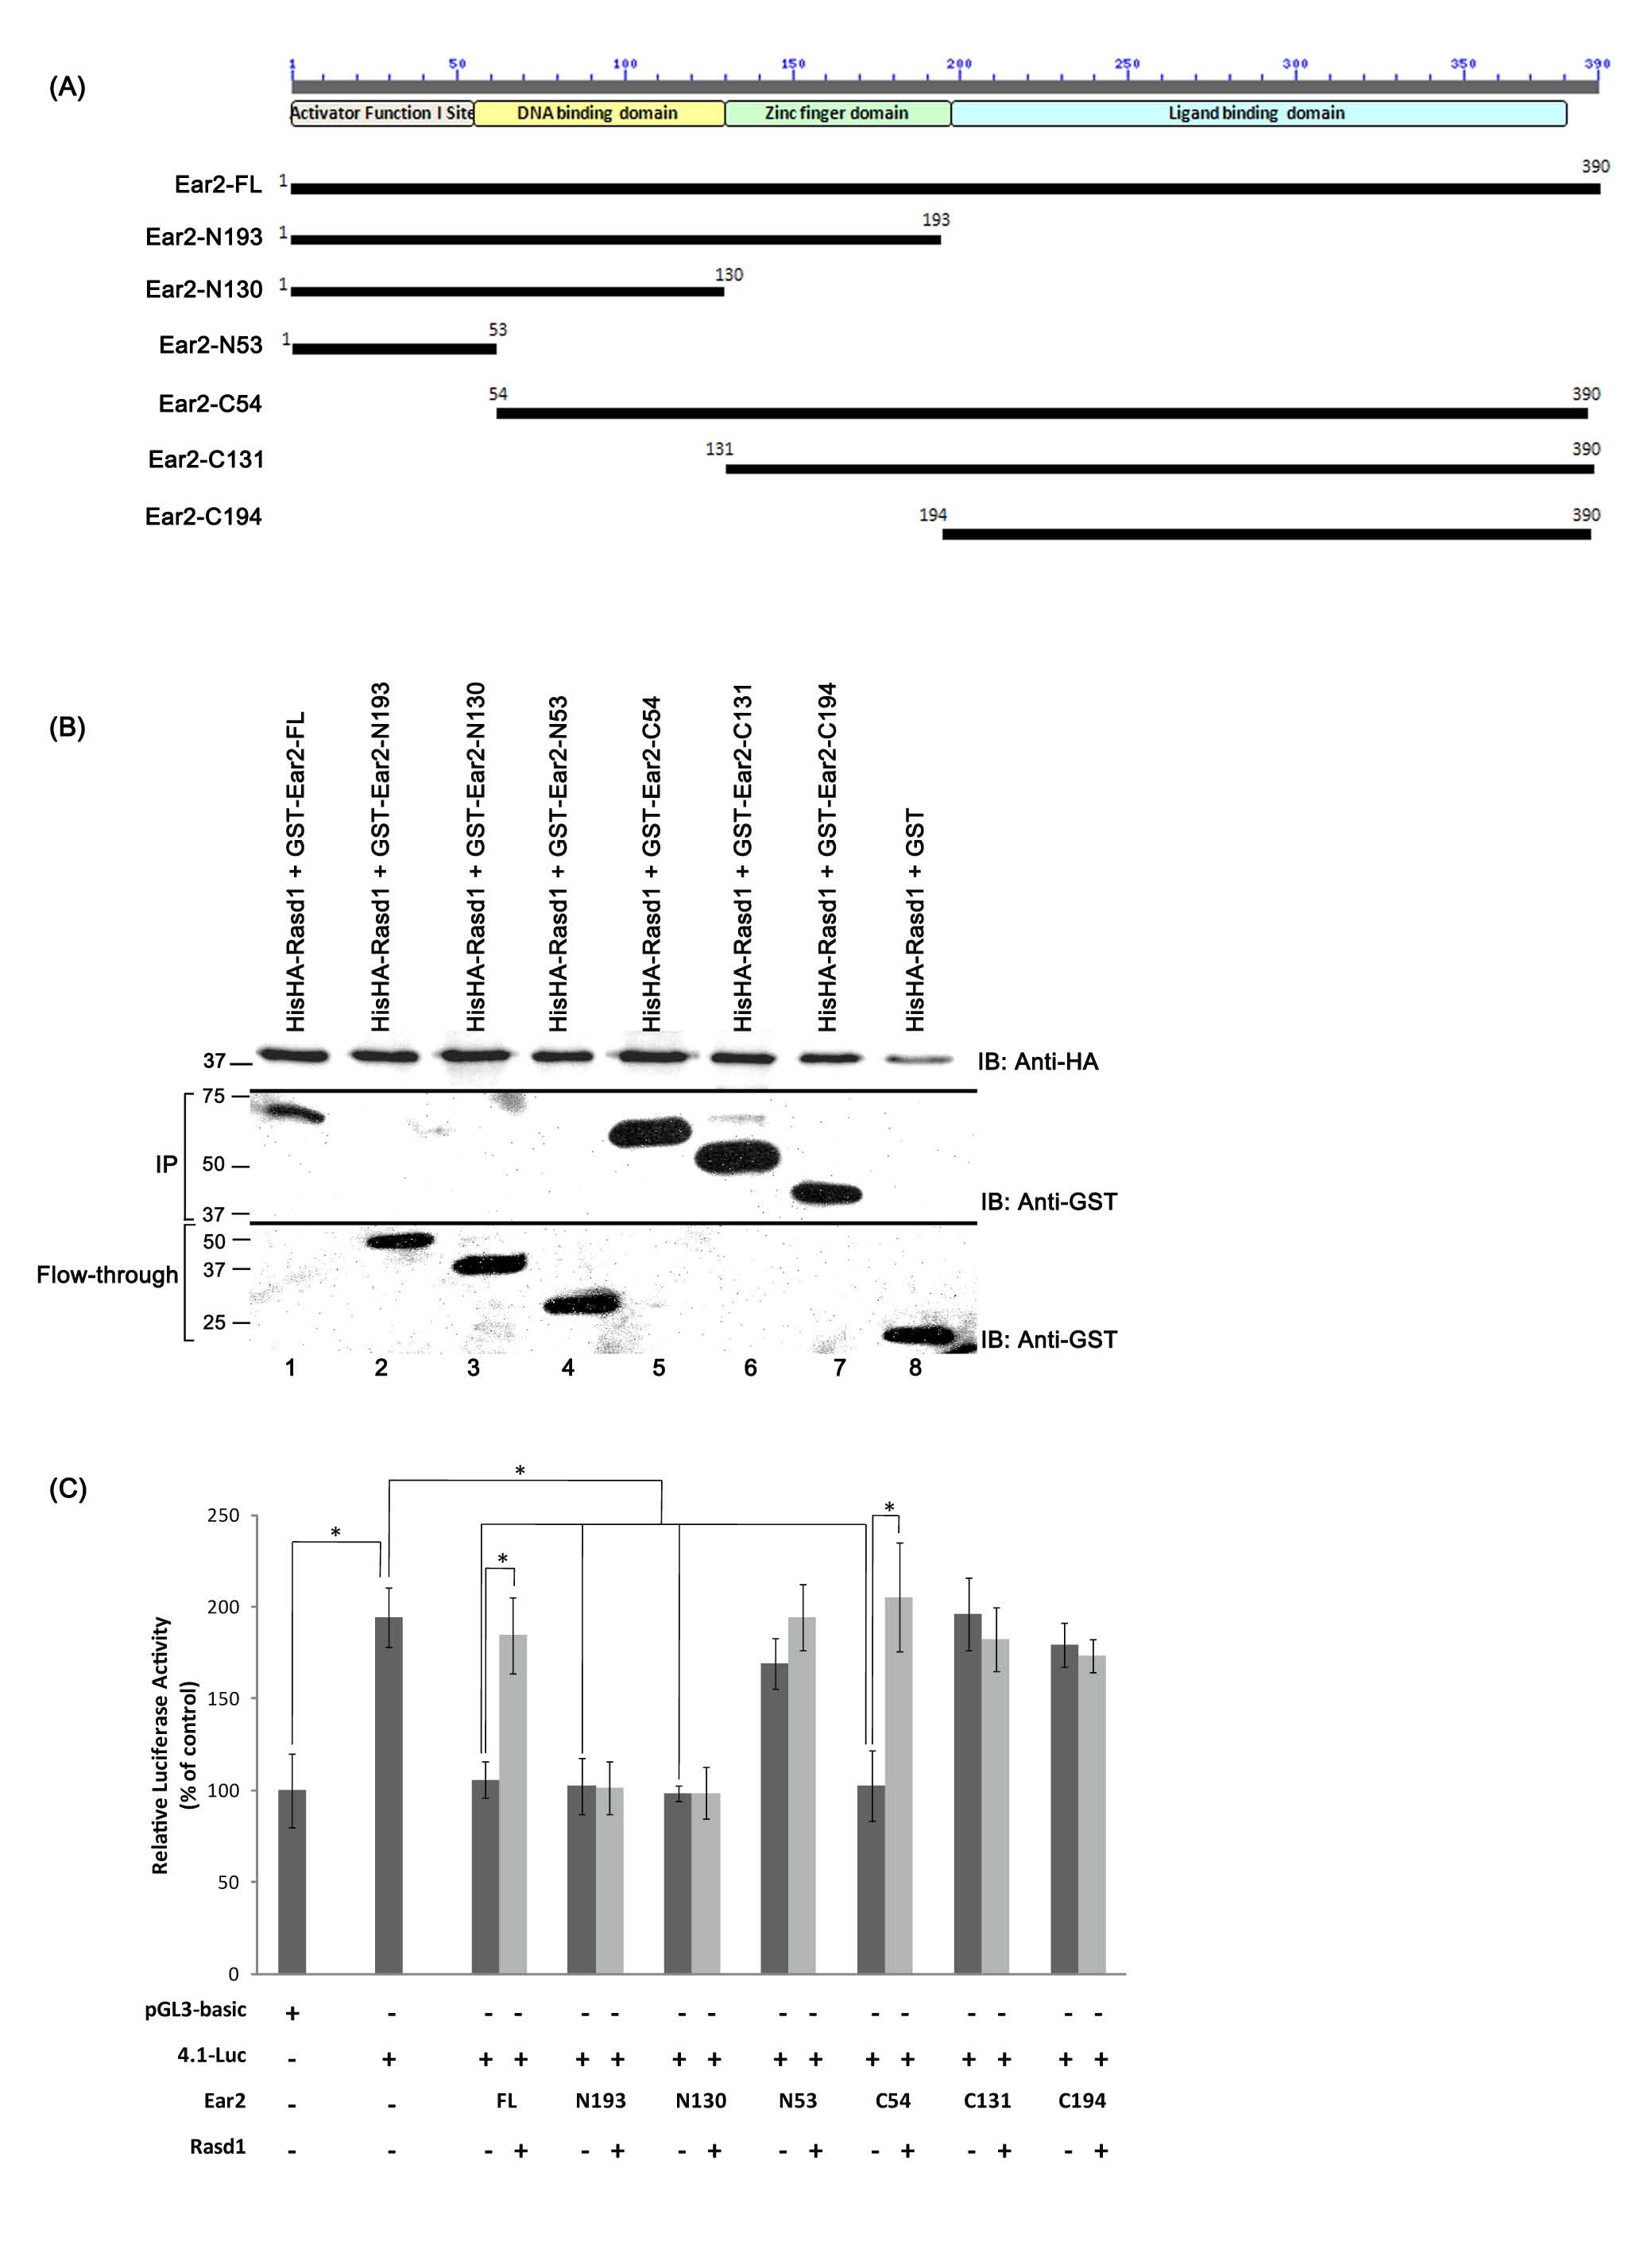 (A)
1 50 100 150 200 250 300 350 390
Activator Function I Site DNA binding domain Zinc finger domain Ligand binding domain
Ear2-FL 1 390
Ear2-N193 1 193
Ear2-N130 1 130
Ear2-N53 1 53
Ear2-C54 54 390
Ear2-C131 131 390
Ear2-C194 194 390
(B)
HisHA-Rasd1 + GST-Ear2-FL
HisHA-Rasd1 + GST-Ear2-N193
HisHA-Rasd1 + GST-Ear2-N130
HisHA-Rasd1 + GST-Ear2-N53
HisHA-Rasd1 + GST-Ear2-C54
HisHA-Rasd1 + GST-Ear2-C131
HisHA-Rasd1 + GST-Ear2-C194
HisHA-Rasd1 + GST
37 IB: Anti-HA
75
IP 50
37 IB: Anti-GST
50
Flow-through 37
25 IB: Anti-GST
1 2 3 4 5 6 7 8
(C)
* * * *
Relative Luciferase Activity
(% of control)
250
200
150
100
50
0
pGL3-basic + - - - - - - - - - - - - - - -
4.1-Luc - + + + + + + + + + + + + + + +
Ear2 - - FL N193 N130 N53 C54 C131 C194
Rasd1 - - - + - + - + - + - + - + - +